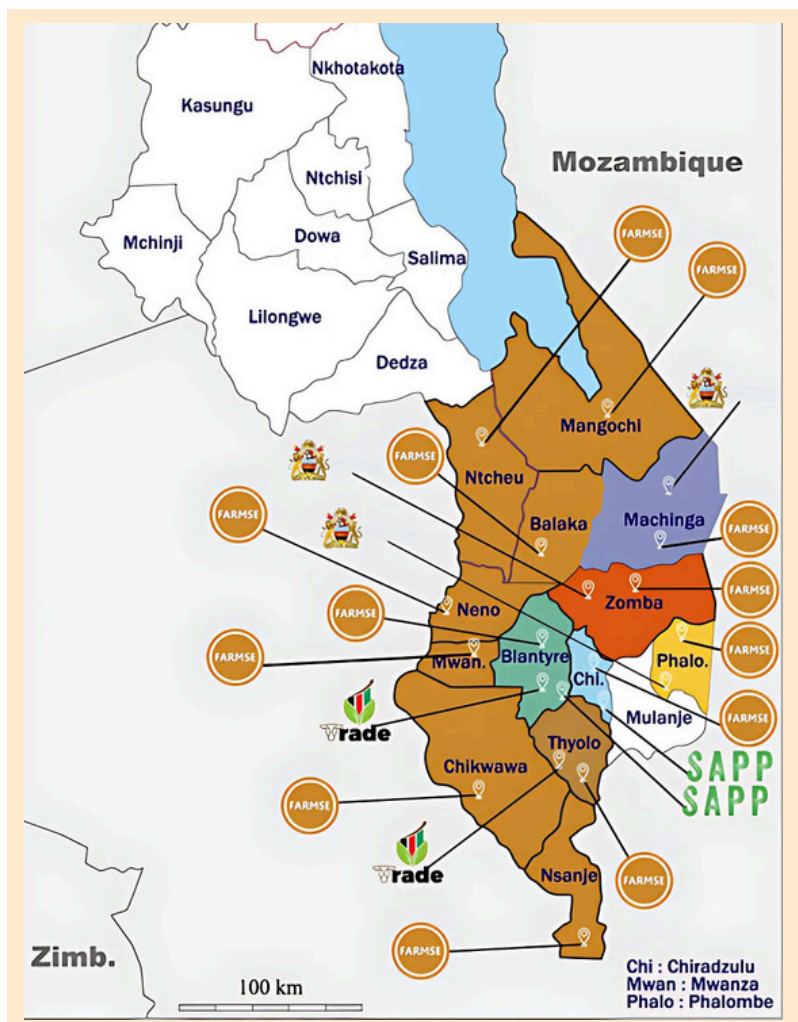 Nkhotakota
Kasungu
Mozambique
Ntchisi
Mchinji
Dowa
Salima
FARMSE
FARMSE
Lilongwe
Dedza
Mangochi
FARMSE
Ntcheu
FARMSE
Balaka
Machinga
FARMSE
FARMSE
Neno
Zomba
FARMSE
Mwan.
Blantyre
Phalo.
FARMSE
FARMSE
Chi.
Mulanje
FARMSE
Trade
Thyolo
SAPP
SAPP
Chikwawa
FARMSE
Trade
Nsanje
FARMSE
FARMSE
Zimb.
100 km
Chi : Chiradzulu
Mwan : Mwanza
Phalo : Phalombe